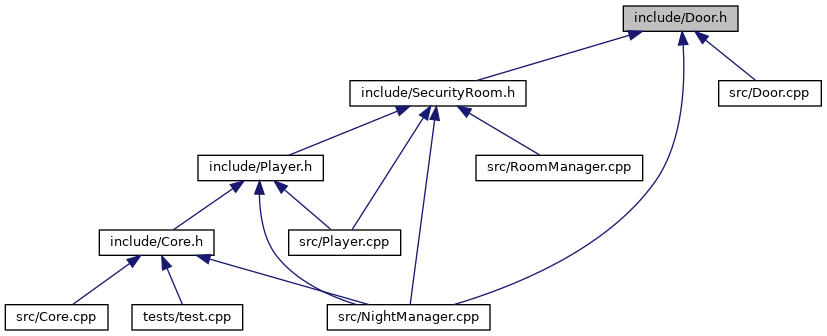 include/Door.h
include/SecurityRoom.h
src/Door.cpp
include/Player.h
src/RoomManager.cpp
include/Core.h
src/Player.cpp
src/Core.cpp
tests/test.cpp
src/NightManager.cpp